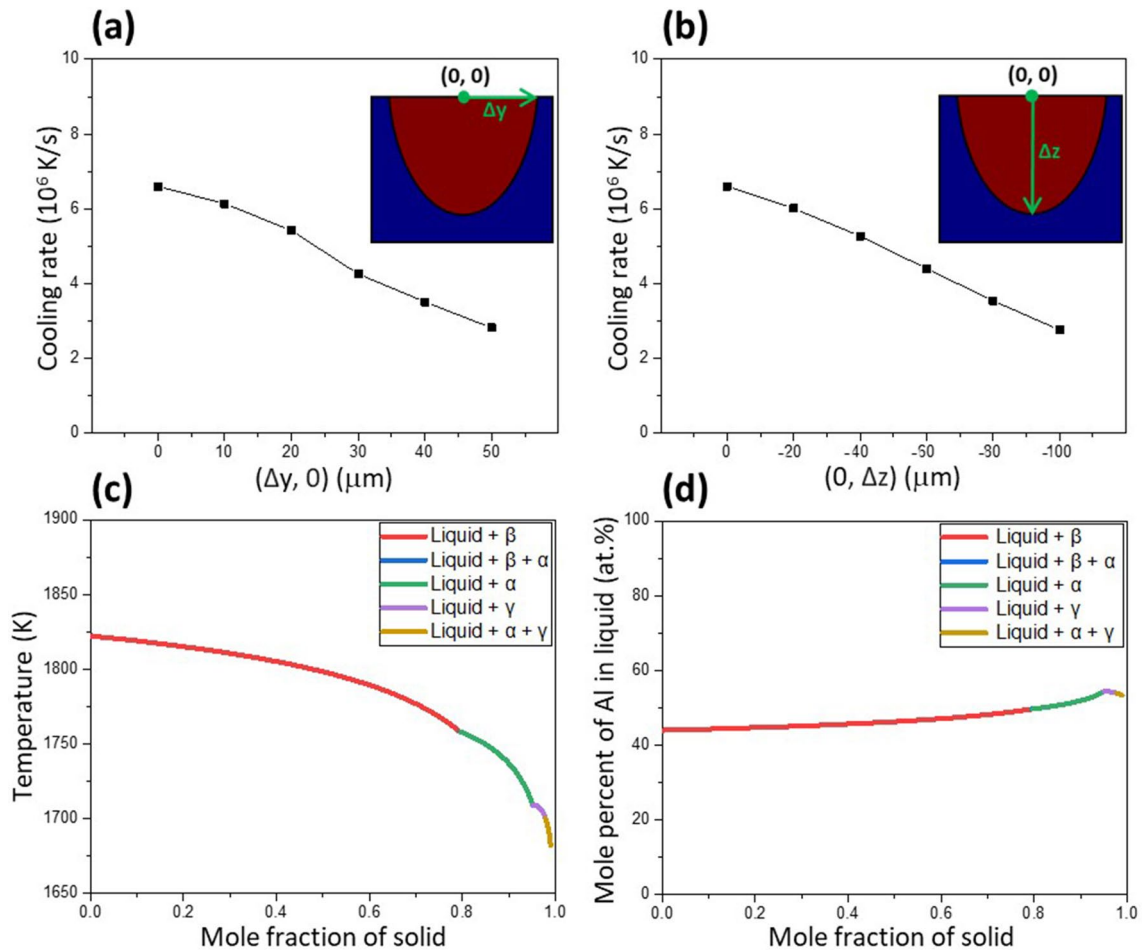 (a)
10
8
6
4
2
0
Cooling rate (10⁶ K/s)
(0, 0)
Δy
0 10 20 30 40 50
(Δy, 0) (μm)
(b)
10
8
6
4
2
0
Cooling rate (10⁶ K/s)
(0, 0)
Δz
0 -20 -40 -60 -90 -100
(0, Δz) (μm)
(c)
1900
1850
1800
1750
1700
1650
Temperature (K)
Liquid + β
Liquid + β + α
Liquid + α
Liquid + γ
Liquid + α + γ
0.0 0.2 0.4 0.6 0.8 1.0
Mole fraction of solid
(d)
100
80
60
40
20
0
Mole percent of Al in liquid (at.%)
Liquid + β
Liquid + β + α
Liquid + α
Liquid + γ
Liquid + α + γ
0.0 0.2 0.4 0.6 0.8 1.0
Mole fraction of solid